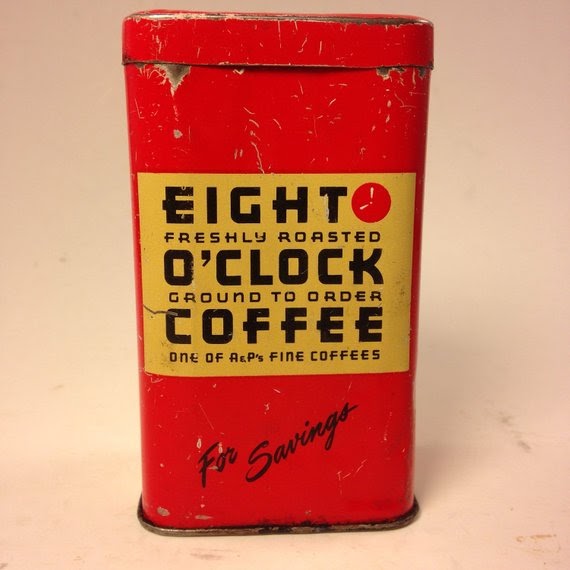 EIGHT
FRESHLY ROASTED
O'CLOCK
GROUND TO ORDER
COFFEE
ONE OF A&P's FINE COFFEES
For Savings